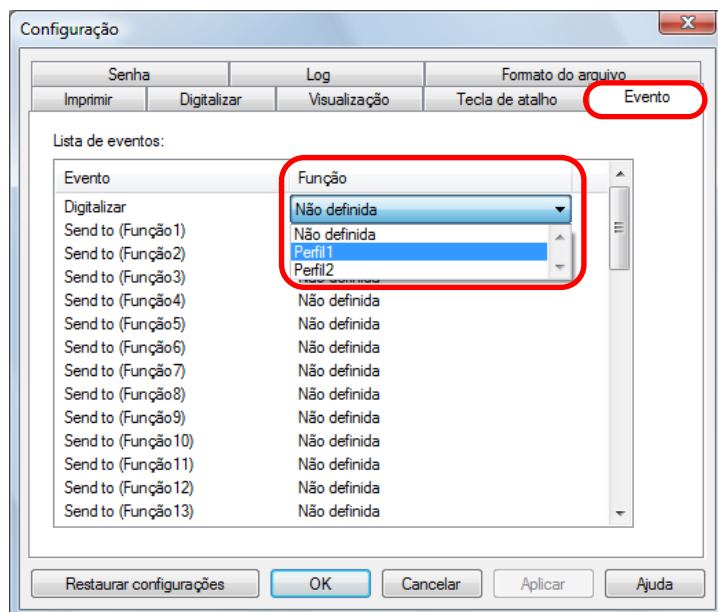 Configuração
Senha Log Formato do arquivo
Imprimir Digitalizar Visualização Tecla de atalho Evento
Lista de eventos:
Evento Função
Digitalizar Não definida
Send to (Função1) Não definida
Send to (Função2) Perfil1
Send to (Função3) Perfil2
Send to (Função4) Não definida
Send to (Função5) Não definida
Send to (Função6) Não definida
Send to (Função7) Não definida
Send to (Função8) Não definida
Send to (Função9) Não definida
Send to (Função10) Não definida
Send to (Função11) Não definida
Send to (Função12) Não definida
Send to (Função13) Não definida
Restaurar configurações OK Cancelar Aplicar Ajuda